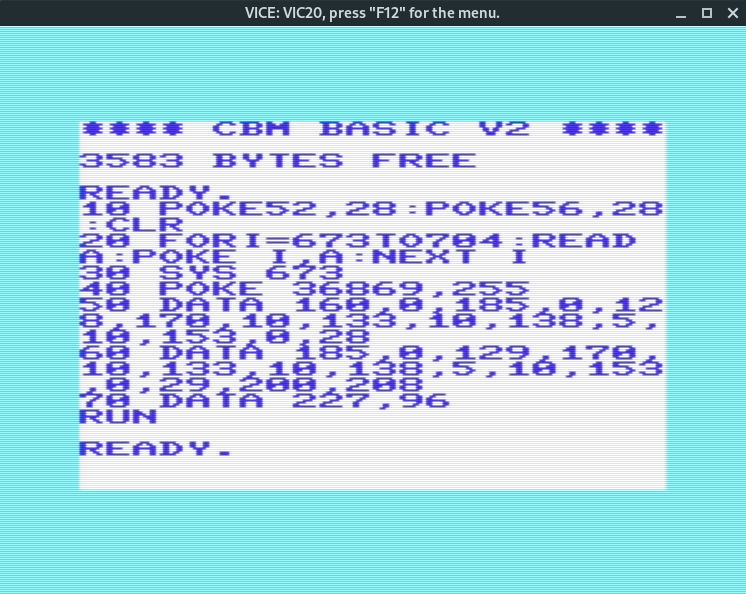 VICE: VIC20, press "F12" for the menu.
**** CBM BASIC V2 ****
3583 BYTES FREE
READY.
10 POKE52,28:POKE56,28
:CLR
20 FORI=673TO704:READ
A:POKE I,A:NEXT I
30 SYS 673
40 POKE 36869,255
50 DATA 160,0,185,0,12
8,170,10,133,10,138,5,
10,153,0,28
60 DATA 185,0,129,170,
10,133,10,138,5,10,153
,0,29,200,208
70 DATA 227,96
RUN
READY.